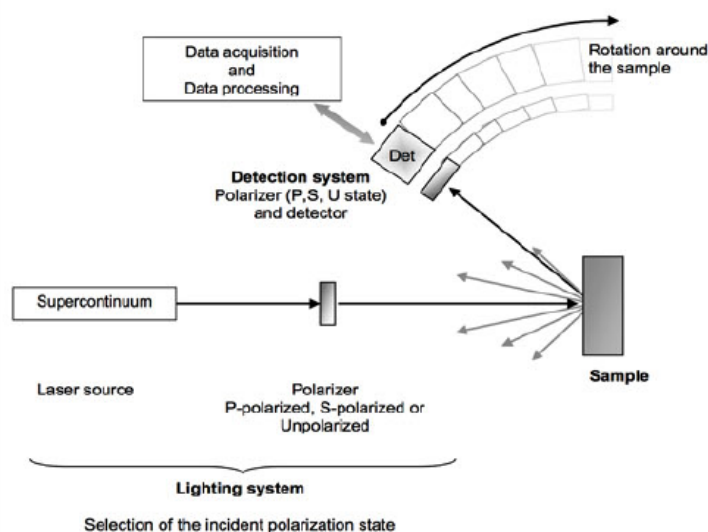 Data acquisition
and
Data processing
Rotation around
the sample
Det
Detection system
Polarizer (P,S, U state)
and detector
Supercontinuum
Sample
Laser source
Polarizer
P-polarized, S-polarized or
Unpolarized
Lighting system
Selection of the incident polarization state